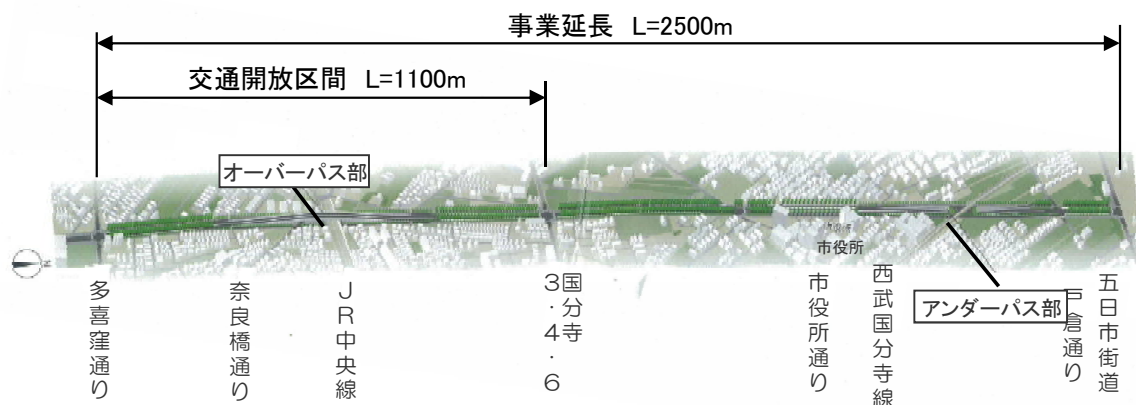 事業延長 L=2500m
交通開放区間 L=1100m
オーバーパス部
市役所
アンダーパス部
多喜窪通り
奈良橋通り
JR中央線
国分寺
3・4・6
市役所通り
西武国分寺線
戸倉通り
五日市街道